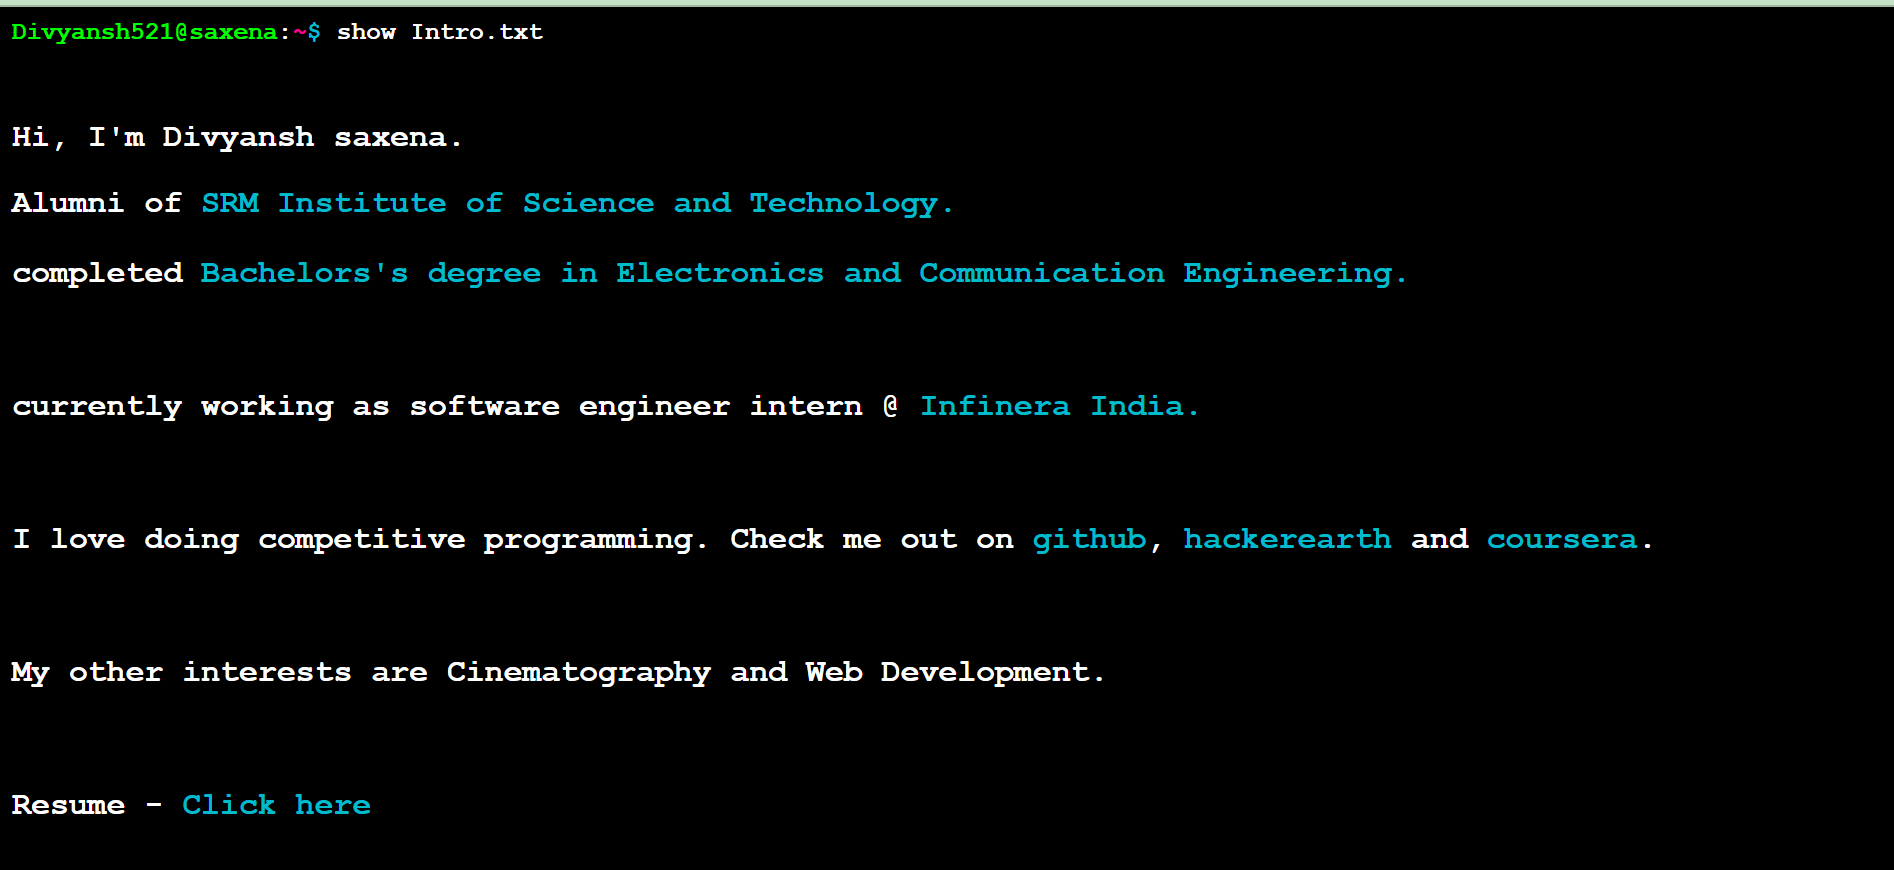 Divyansh521@saxena:~$ show Intro.txt
Hi, I'm Divyansh saxena.
Alumni of SRM Institute of Science and Technology.
completed Bachelors's degree in Electronics and Communication Engineering.
currently working as software engineer intern @ Infinera India.
I love doing competitive programming. Check me out on github, hackerearth and coursera.
My other interests are Cinematography and Web Development.
Resume - Click here